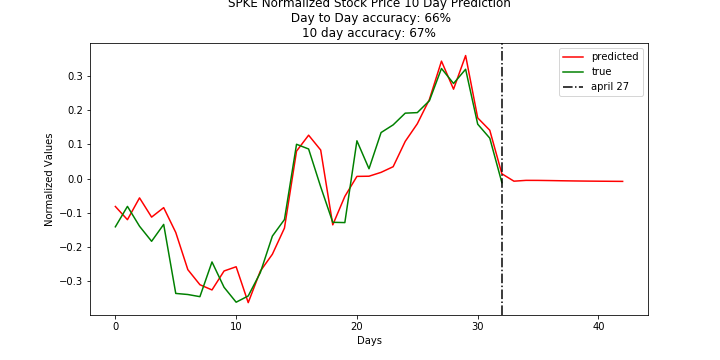 SPKE Normalized Stock Price 10 Day Prediction
Day to Day accuracy: 66%
10 day accuracy: 67%
predicted
true
april 27
Normalized Values
0.3
0.2
0.1
0.0
−0.1
−0.2
−0.3
0 10 20 30 40
Days